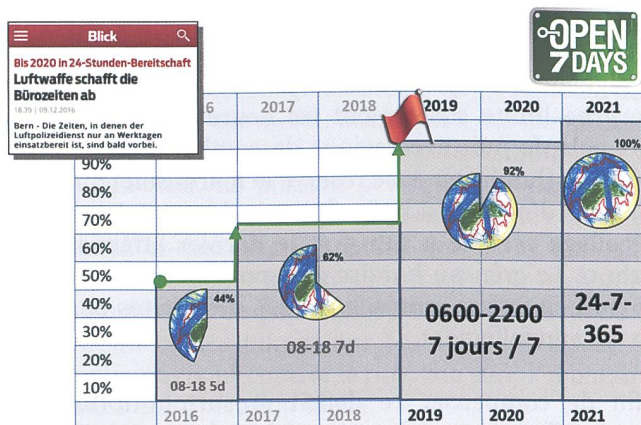 Blick
Bis 2020 in 24-Stunden-Bereitschaft
Luftwaffe schafft die
Bürozeiten ab
18.39 | 09.12.2016
Bern - Die Zeiten, in denen der
Luftpolizeidienst nur an Werktagen
einsatzbereit ist, sind bald vorbei.
OPEN
7 DAYS
6 2017 2018 2019 2020 2021
90%
80%
70%
60%
50%
40%
30%
20%
10%
44%
62%
92%
100%
08-18 5d
08-18 7d
0600-2200
7 jours / 7
24-7-
365
2016 2017 2018 2019 2020 2021